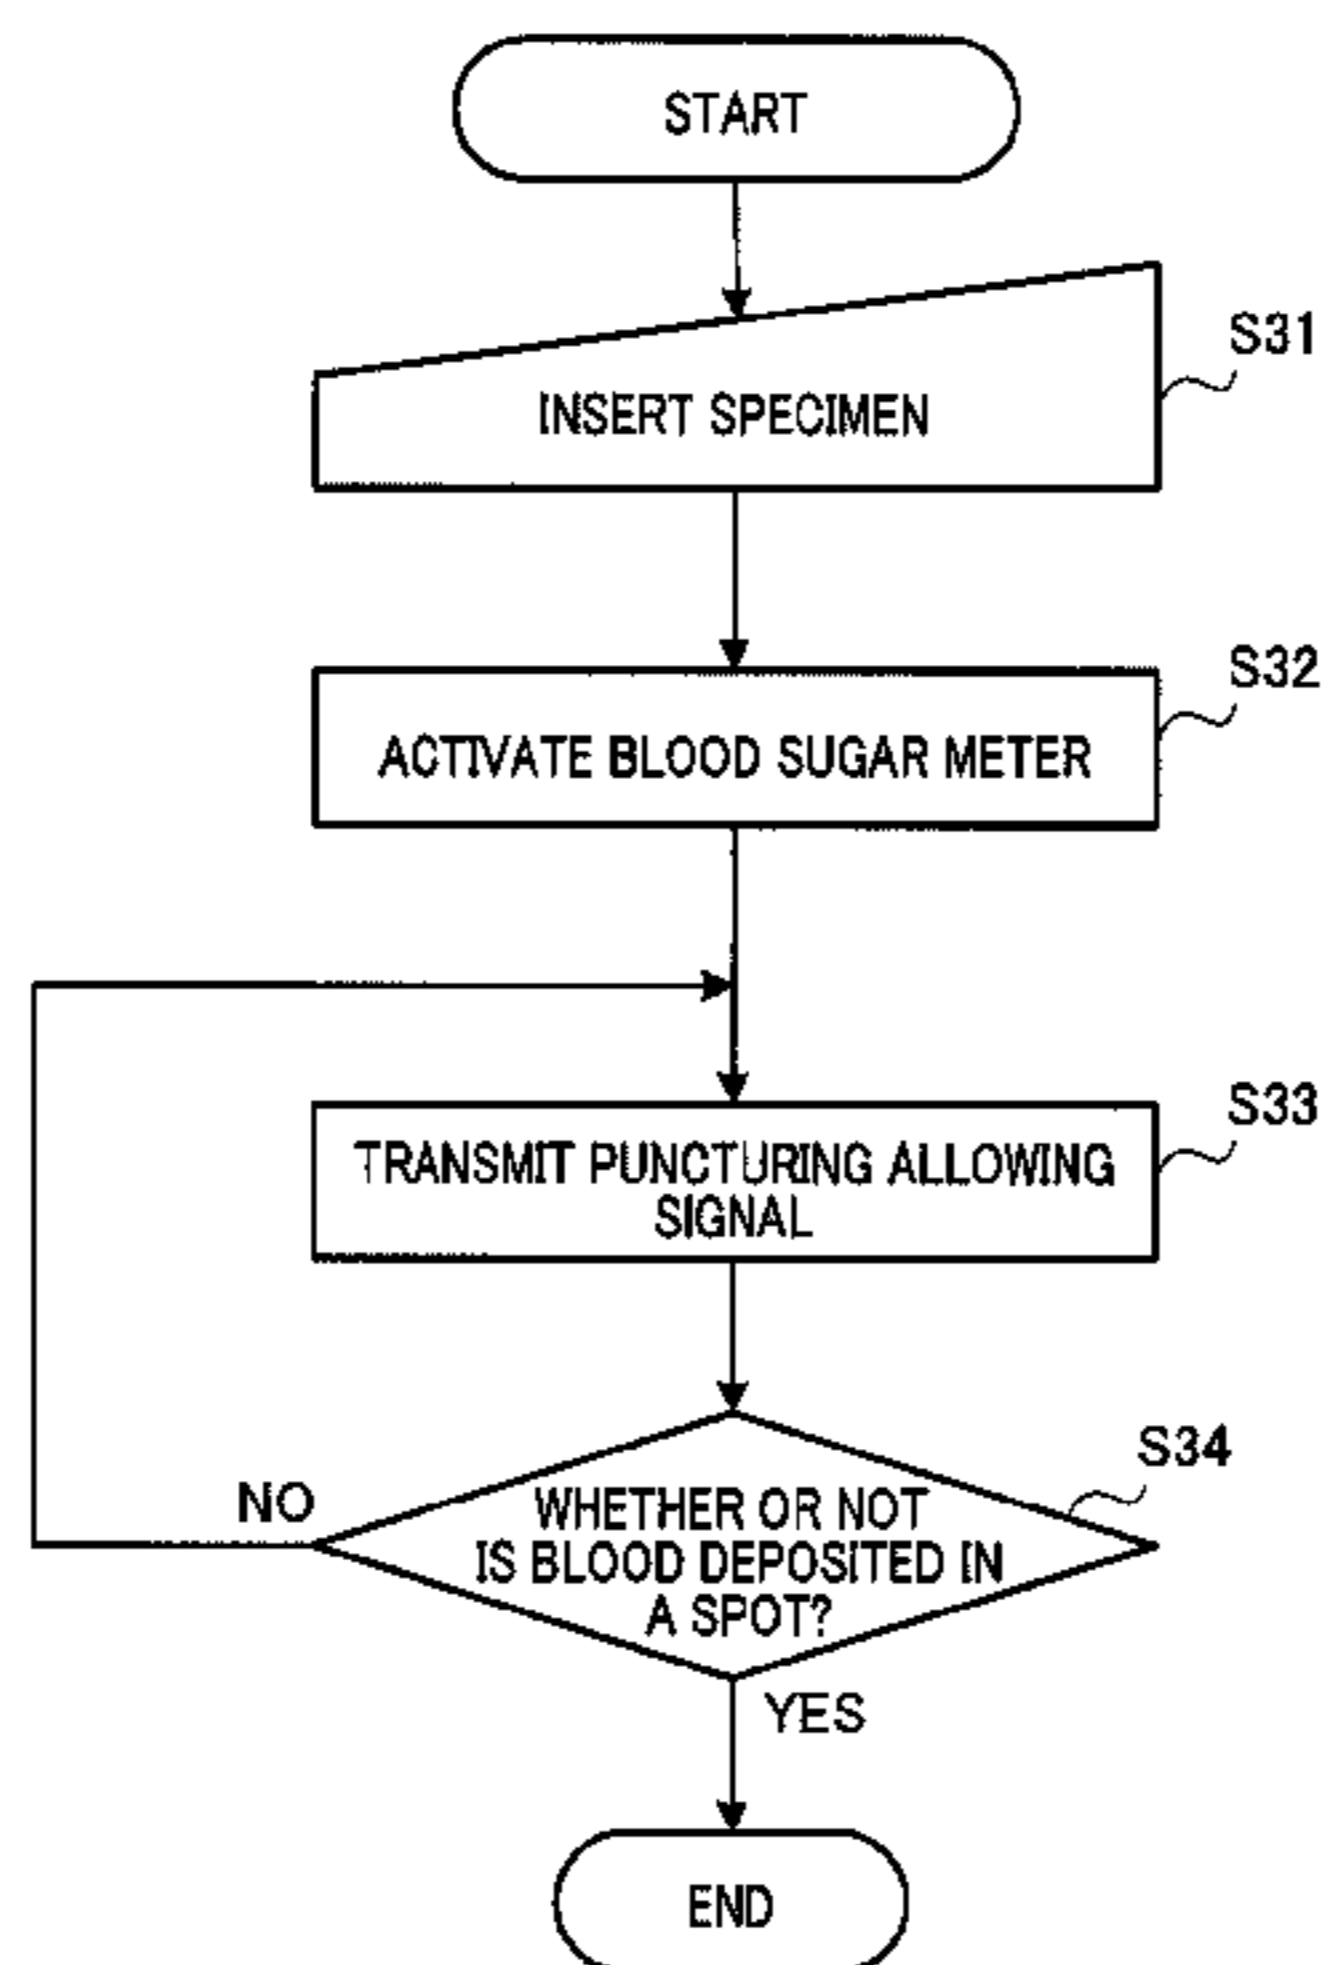 START
S31
INSERT SPECIMEN
S32
ACTIVATE BLOOD SUGAR METER
S33
TRANSMIT PUNCTURING ALLOWING
SIGNAL
S34
NO
WHETHER OR NOT
IS BLOOD DEPOSITED IN
A SPOT?
YES
END